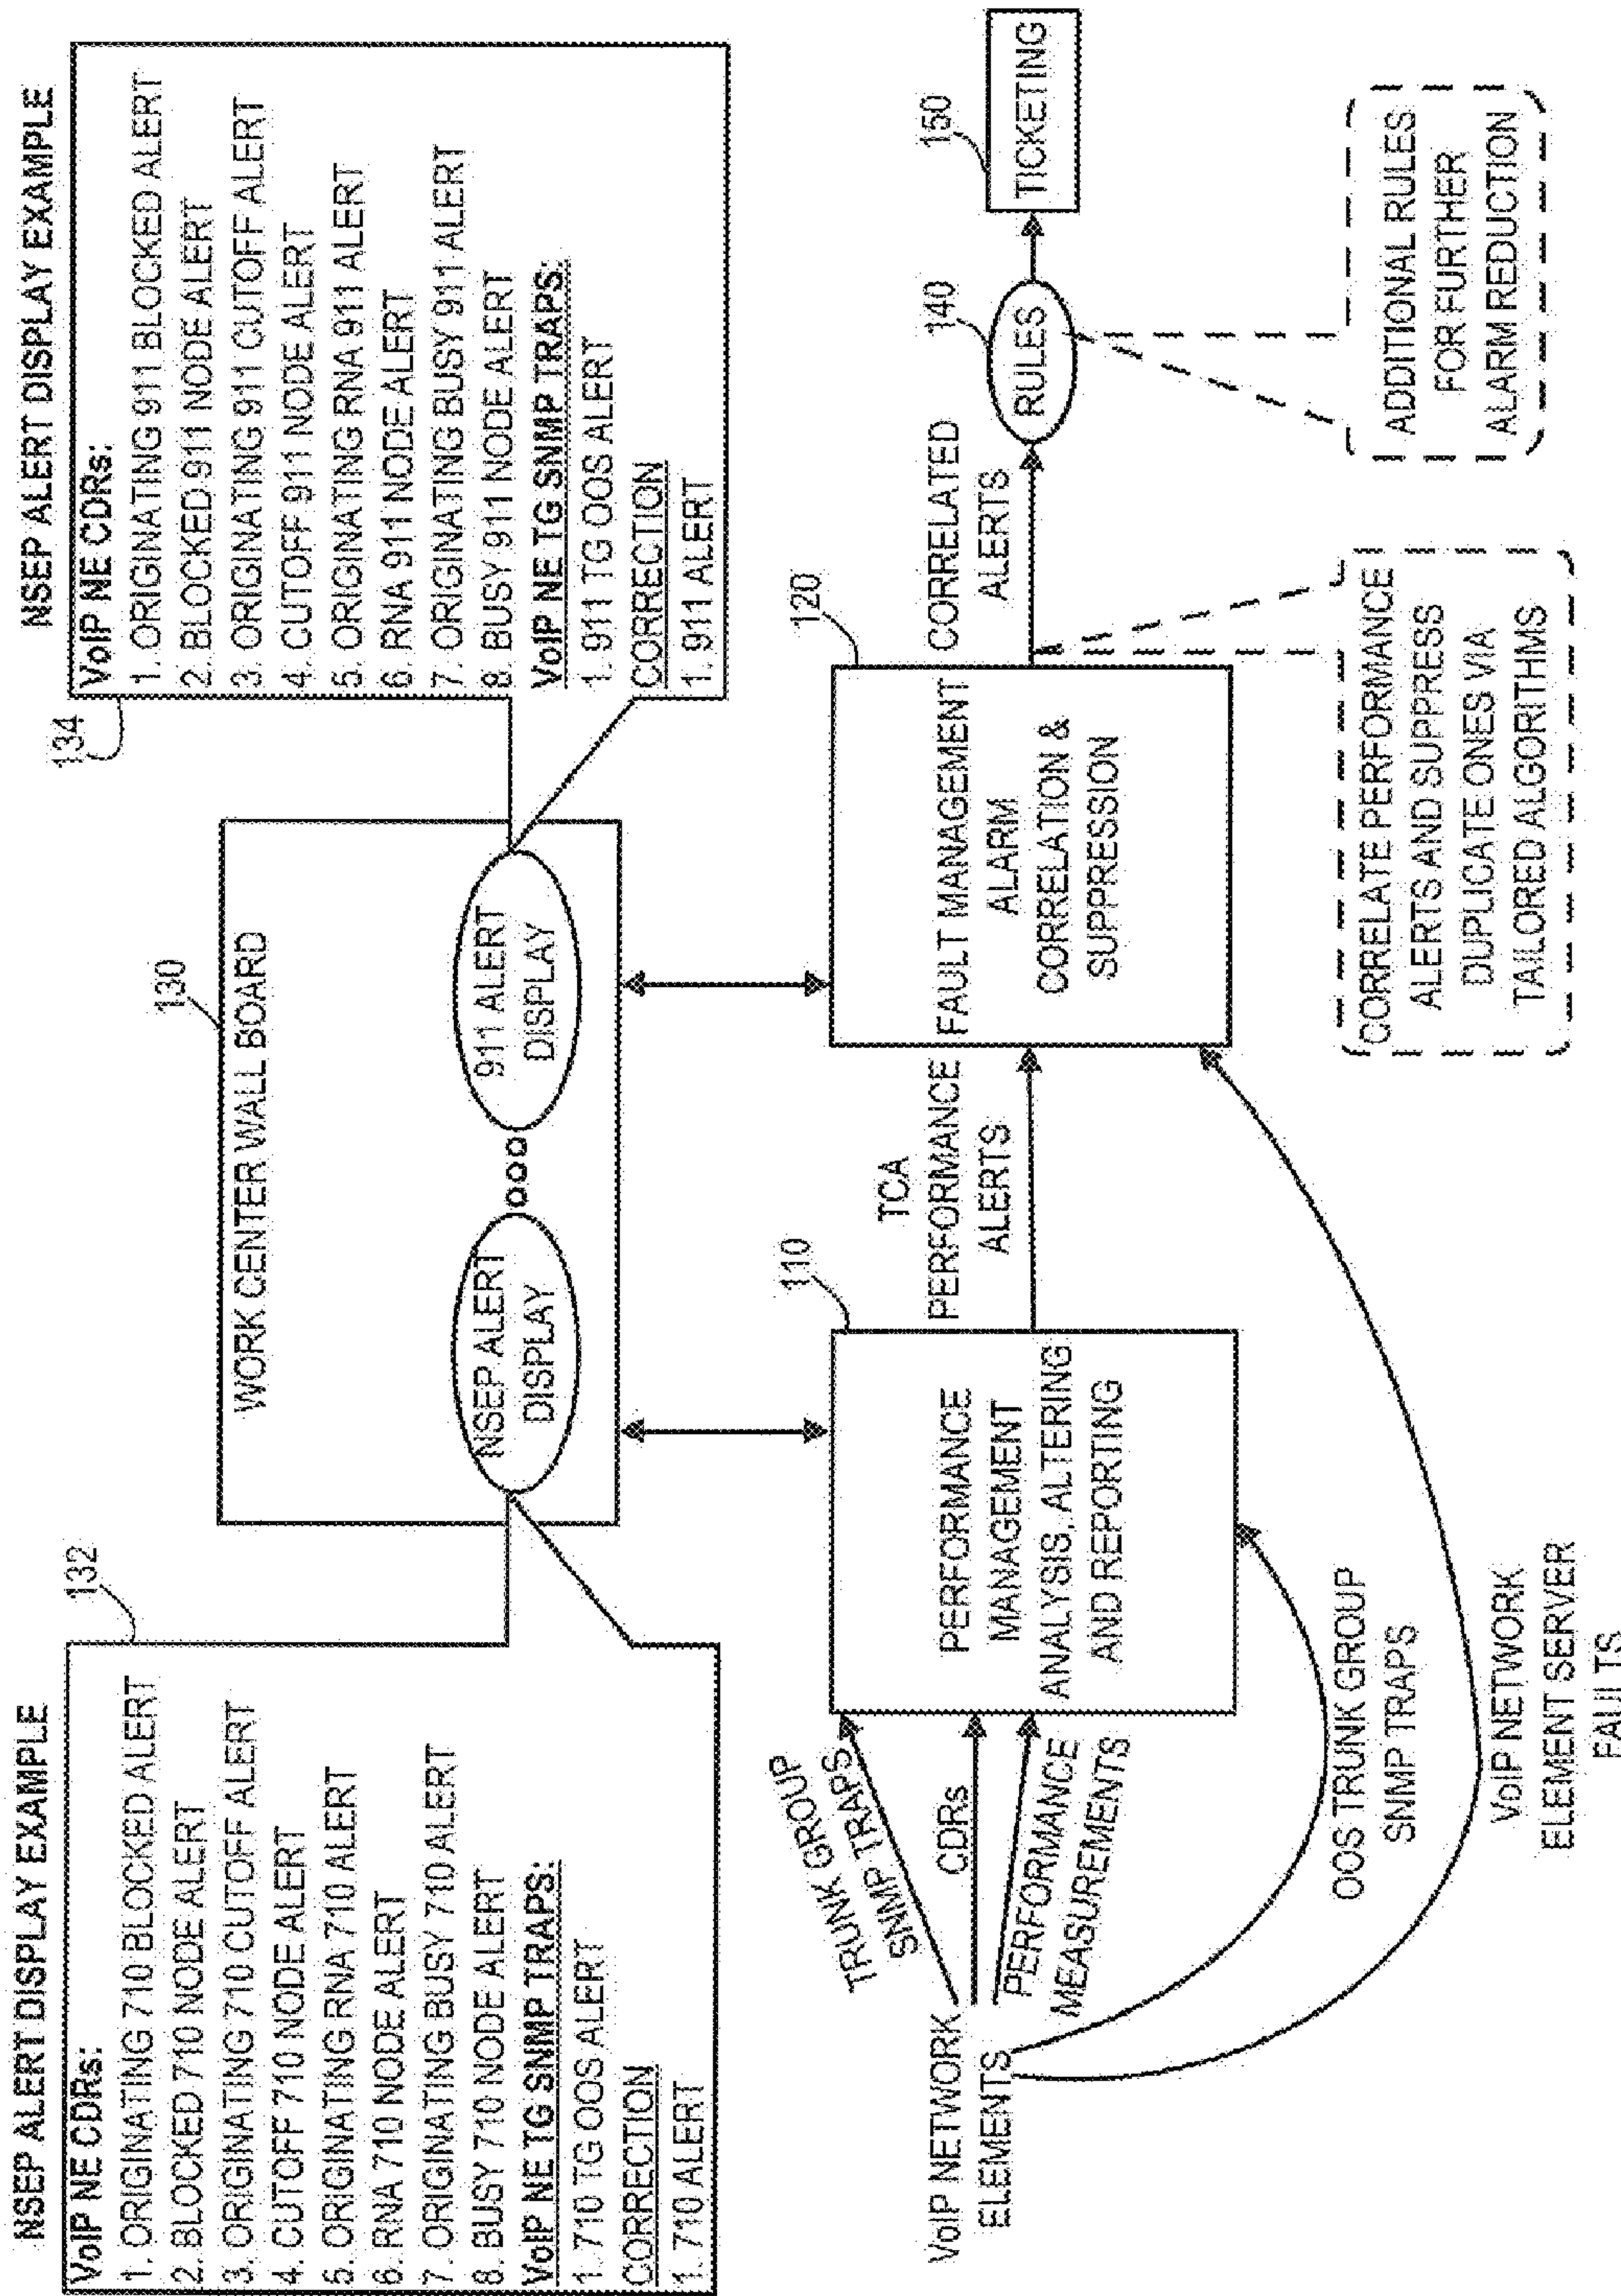 NSEP ALERT DISPLAY EXAMPLE
132
VoIP NE CDRs:
1. ORIGINATING 710 BLOCKED ALERT
2. BLOCKED 710 NODE ALERT
3. ORIGINATING 710 CUTOFF ALERT
4. CUTOFF 710 NODE ALERT
5. ORIGINATING RNA 710 ALERT
6. RNA 710 NODE ALERT
7. ORIGINATING BUSY 710 ALERT
8. BUSY 710 NODE ALERT
VoIP NE TG SNMP TRAPS:
1. 710 TG OOS ALERT
CORRECTION
1. 710 ALERT
130
WORK CENTER WALL BOARD
NSEP ALERT
DISPLAY
911 ALERT
DISPLAY
NSEP ALERT DISPLAY EXAMPLE
134
VoIP NE CDRs:
1. ORIGINATING 911 BLOCKED ALERT
2. BLOCKED 911 NODE ALERT
3. ORIGINATING 911 CUTOFF ALERT
4. CUTOFF 911 NODE ALERT
5. ORIGINATING RNA 911 ALERT
6. RNA 911 NODE ALERT
7. ORIGINATING BUSY 911 ALERT
8. BUSY 911 NODE ALERT
VoIP NE TG SNMP TRAPS:
1. 911 TG OOS ALERT
CORRECTION
1. 911 ALERT
VoIP NETWORK
ELEMENTS
TRUNK GROUP
SNMP TRAPS
CDRs
PERFORMANCE
MEASUREMENTS
OOS TRUNK GROUP
SNMP TRAPS
VoIP NETWORK
ELEMENT SERVER
FAULTS
110
PERFORMANCE
MANAGEMENT
ANALYSIS, ALTERING
AND REPORTING
TCA
PERFORMANCE
ALERTS
120
FAULT MANAGEMENT
ALARM
CORRELATION &
SUPPRESSION
CORRELATED
ALERTS
CORRELATE PERFORMANCE
ALERTS AND SUPPRESS
DUPLICATE ONES VIA
TAILORED ALGORITHMS
140
RULES
ADDITIONAL RULES
FOR FURTHER
ALARM REDUCTION
150
TICKETING